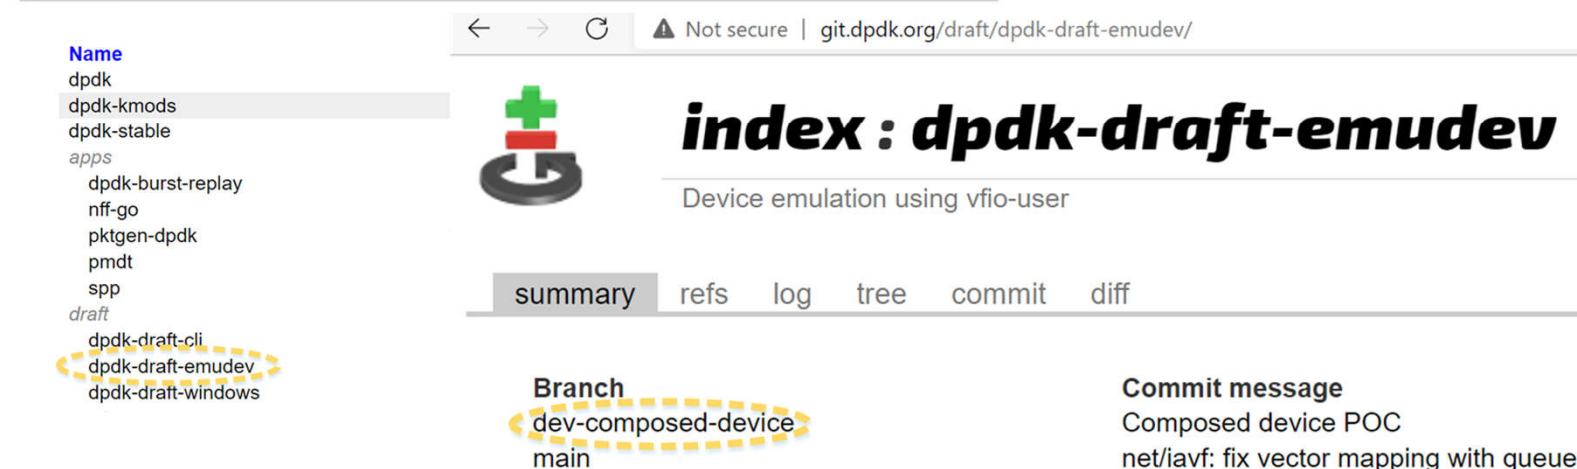 Name
dpdk
dpdk-kmods
dpdk-stable
apps
dpdk-burst-replay
nff-go
pktgen-dpdk
pmdt
spp
draft
dpdk-draft-cli
dpdk-draft-emudev
dpdk-draft-windows
Not secure | git.dpdk.org/draft/dpdk-draft-emudev/
index : dpdk-draft-emudev
Device emulation using vfio-user
summary refs log tree commit diff
Branch Commit message
dev-composed-device Composed device POC
main net/iavf: fix vector mapping with queue